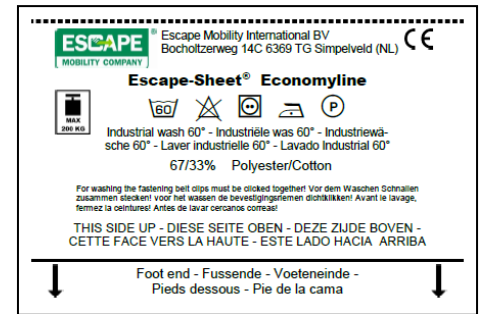 ESCAPE®
MOBILITY COMPANY
Escape Mobility International BV
Bocholtzerweg 14C 6369 TG Simpelveld (NL)
CE
Escape-Sheet® Economyline
MAX
200 KG
60
P
Industrial wash 60° - Industriële was 60° - Industriewä-
sche 60° - Laver industrielle 60° - Lavado Industrial 60°
67/33% Polyester/Cotton
For washing the fastening belt clips must be clicked together! Vor dem Waschen Schnallen
zusammen stecken! voor het wassen de bevestigingsriemen dichtklikken! Avant le lavage,
fermez la ceintures! Antes de lavar cercanos correas!
THIS SIDE UP - DIESE SEITE OBEN - DEZE ZIJDE BOVEN -
CETTE FACE VERS LA HAUTE - ESTE LADO HACIA ARRIBA
Foot end - Fussende - Voeteneinde -
Pieds dessous - Pie de la cama